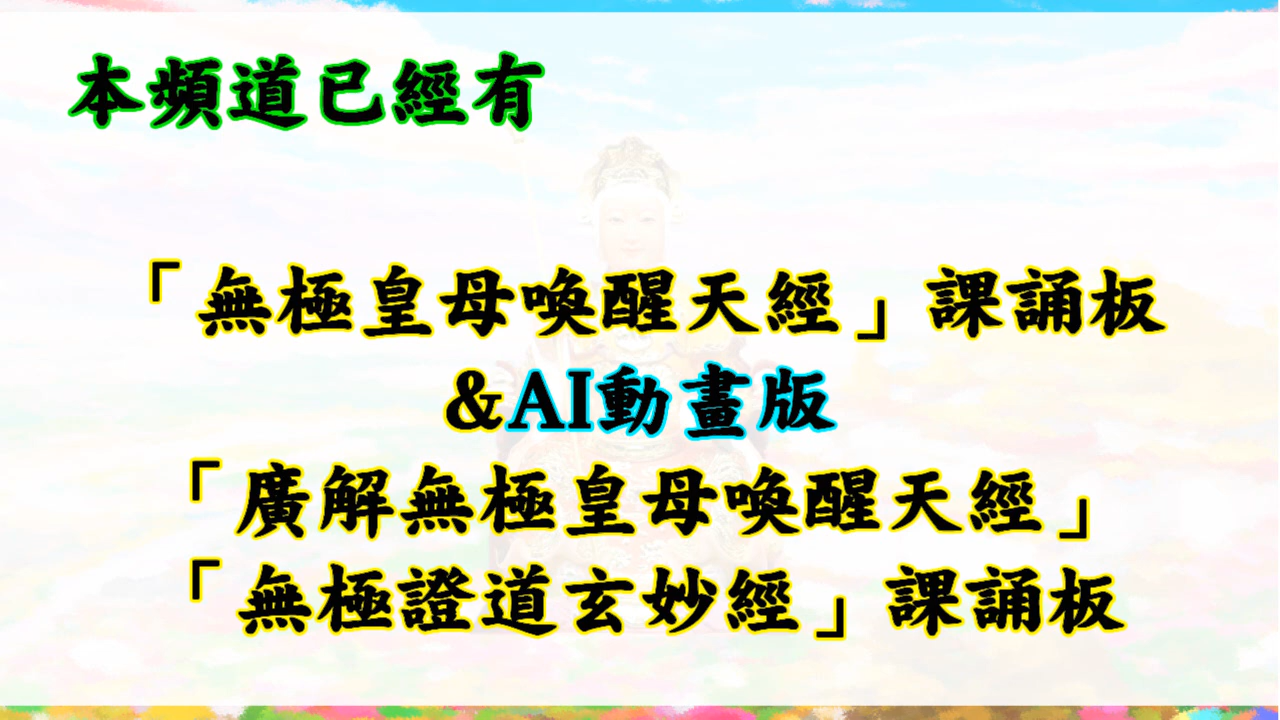 本頻道已經有
「無極皇母喚醒天經」課誦板
&AI動畫版
「廣解無極皇母喚醒天經」
「無極證道玄妙經」課誦板